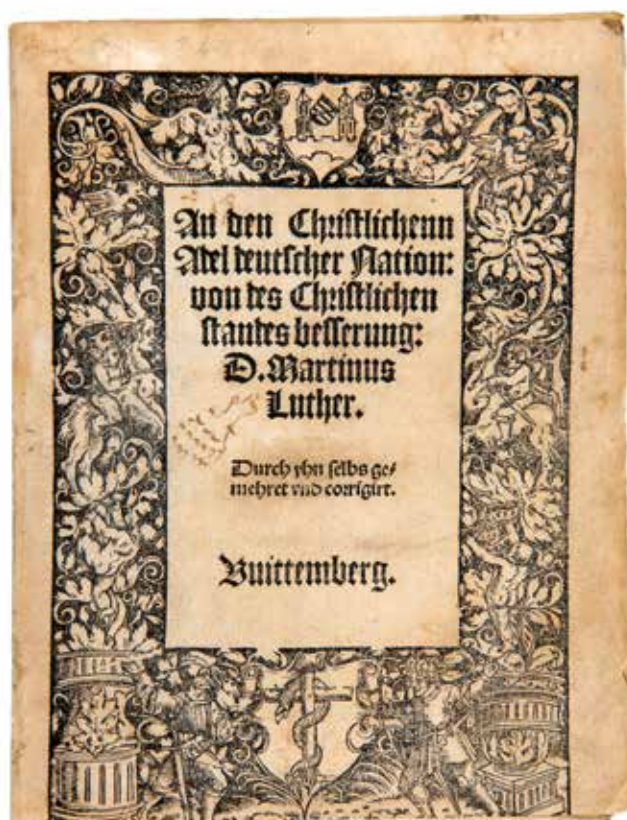 An den Christlichenn
Adel deutscher Nation:
von des Christlichen
standes besserung:
D. Martinus
Luther.
Durch yhn selbs ge⸗
mehret vnd corrigirt.
Vuittemberg.